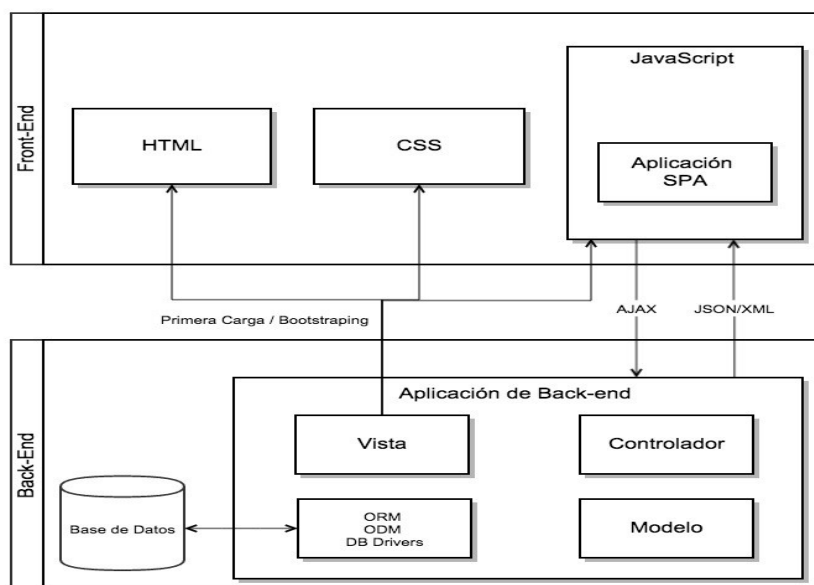 Front-End
HTML
CSS
JavaScript
Aplicación
SPA
Primera Carga / Bootstraping
AJAX
JSON/XML
Back-End
Aplicación de Back-end
Vista
Controlador
Base de Datos
ORM
ODM
DB Drivers
Modelo